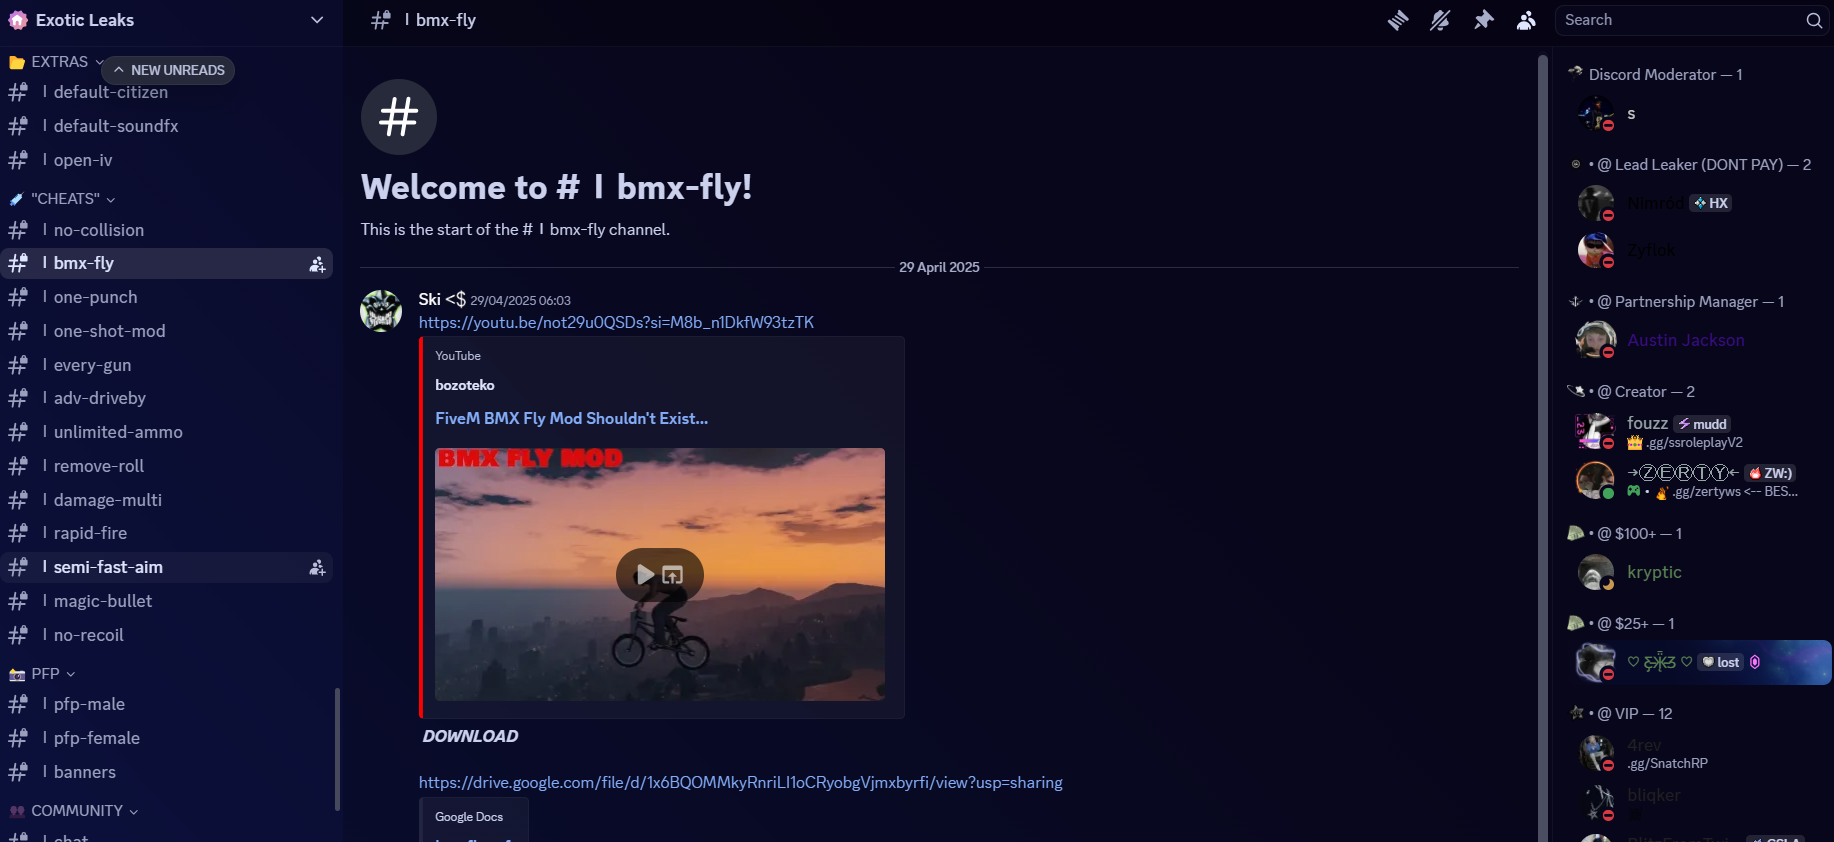 Exotic Leaks
EXTRAS
NEW UNREADS
default-citizen
default-soundfx
open-iv
"CHEATS"
no-collision
bmx-fly
one-punch
one-shot-mod
every-gun
adv-driveby
unlimited-ammo
remove-roll
damage-multi
rapid-fire
semi-fast-aim
magic-bullet
no-recoil
PFP
pfp-male
pfp-female
banners
COMMUNITY
chat
# | bmx-fly
Search
#
Welcome to # | bmx-fly!
This is the start of the # | bmx-fly channel.
29 April 2025
Ski <$ 29/04/2025 06:03
https://youtu.be/not29u0QSDs?si=M8b_n1DkfW93tzTK
YouTube
bozoteko
FiveM BMX Fly Mod Shouldn't Exist...
BMX FLY MOD
DOWNLOAD
https://drive.google.com/file/d/1x6BQOMMkyRnriLI1oCRyobgVjmxbyrfi/view?usp=sharing
Google Docs
Discord Moderator — 1
s
• @ Lead Leaker (DONT PAY) — 2
Nimrod HX
Zyflok
• @ Partnership Manager — 1
Austin Jackson
• @ Creator — 2
fouzz mudd
.gg/ssroleplayV2
→ⓏⒺⓇⓉⓎ← ZW:)
• .gg/zertyws <-- BES...
• @ $100+ — 1
kryptic
• @ $25+ — 1
lost
• @ VIP — 12
4rev
.gg/SnatchRP
bliqker